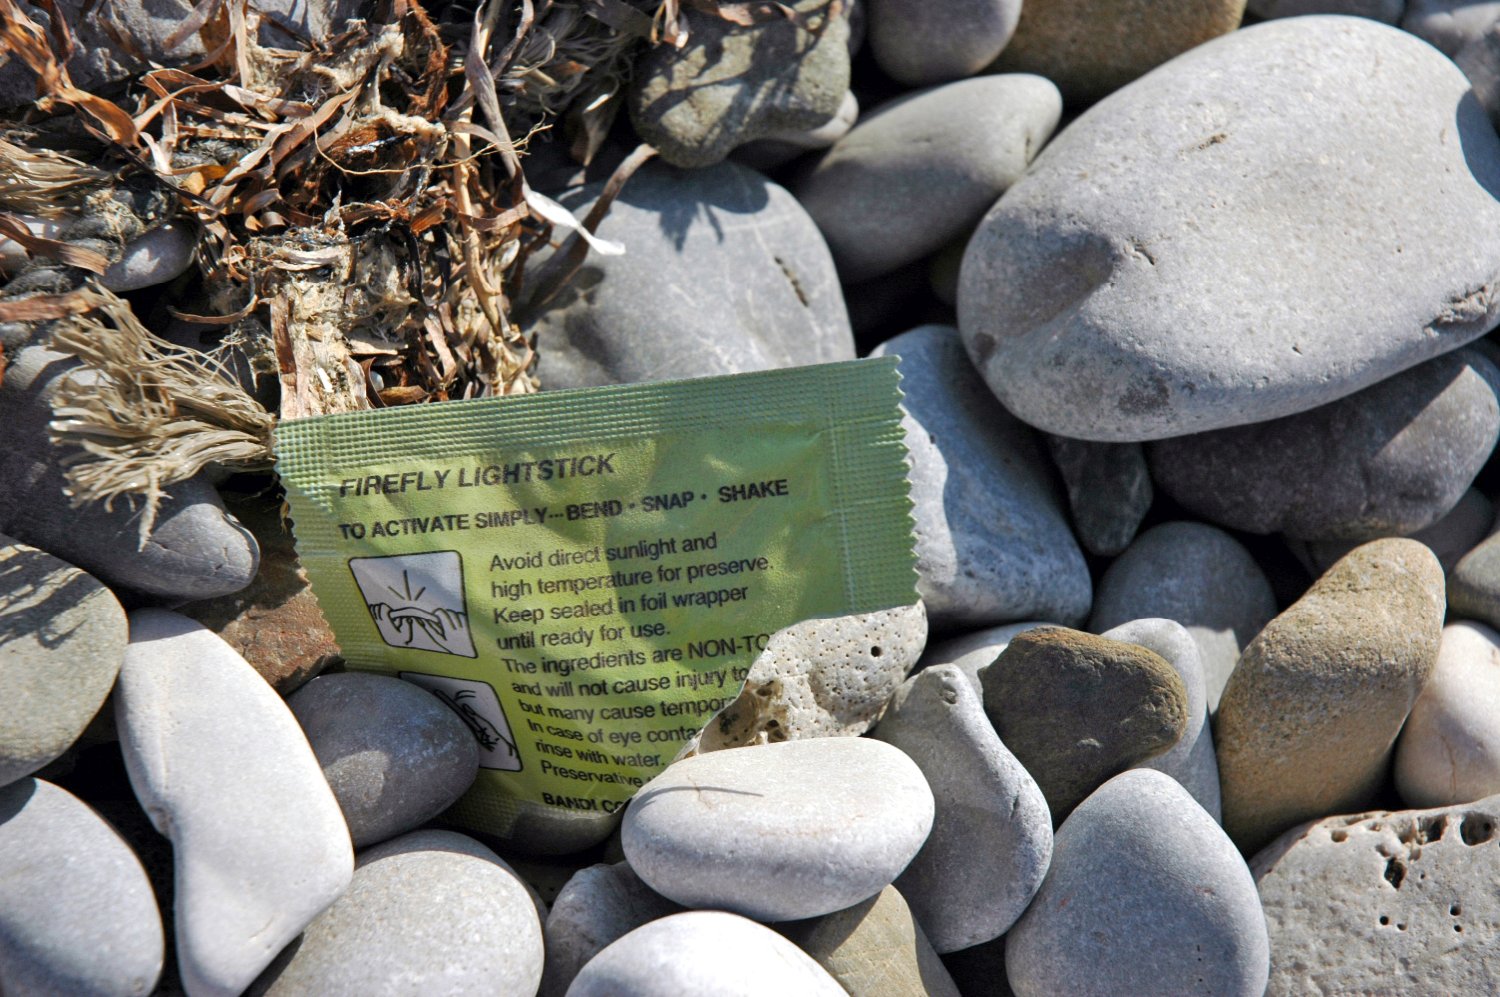 FIREFLY LIGHTSTICK
TO ACTIVATE SIMPLY... BEND • SNAP • SHAKE
Avoid direct sunlight and
high temperature for preserve.
Keep sealed in foil wrapper
until ready for use.
The ingredients are NON-TO
and will not cause injury to
but many cause tempora
In case of eye conta
rinse with water.
Preservative
BANDI CO